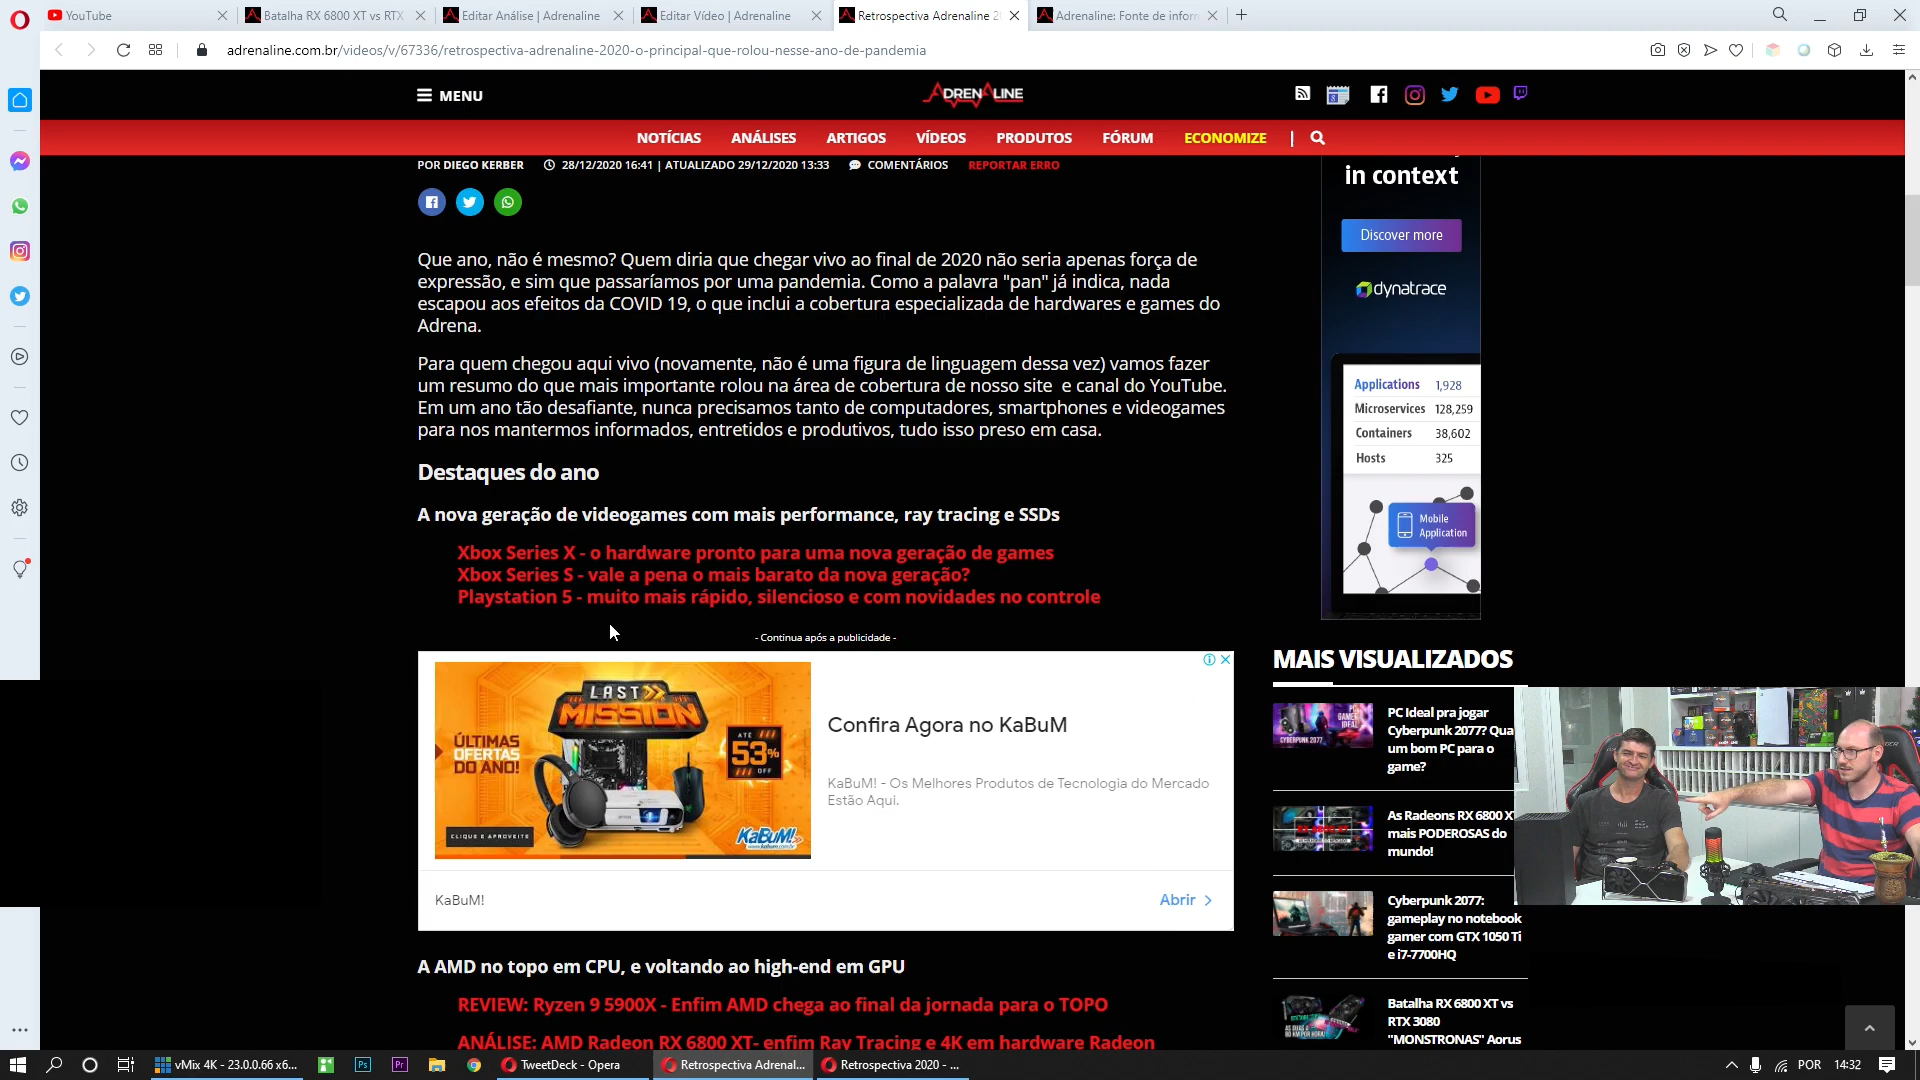 YouTube
Batalha RX 6800 XT vs RTX
Editar Análise | Adrenaline
Editar Vídeo | Adrenaline
Retrospectiva Adrenaline 2
Adrenaline: Fonte de inform
adrenaline.com.br/videos/v/67336/retrospectiva-adrenaline-2020-o-principal-que-rolou-nesse-ano-de-pandemia
MENU
ADRENALINE
NOTÍCIAS
ANÁLISES
ARTIGOS
VÍDEOS
PRODUTOS
FÓRUM
ECONOMIZE
POR DIEGO KERBER
28/12/2020 16:41 | ATUALIZADO 29/12/2020 13:33
COMENTÁRIOS
REPORTAR ERRO
Que ano, não é mesmo? Quem diria que chegar vivo ao final de 2020 não seria apenas força de
expressão, e sim que passaríamos por uma pandemia. Como a palavra "pan" já indica, nada
escapou aos efeitos da COVID 19, o que inclui a cobertura especializada de hardwares e games do
Adrena.
Para quem chegou aqui vivo (novamente, não é uma figura de linguagem dessa vez) vamos fazer
um resumo do que mais importante rolou na área de cobertura de nosso site e canal do YouTube.
Em um ano tão desafiante, nunca precisamos tanto de computadores, smartphones e videogames
para nos mantermos informados, entretidos e produtivos, tudo isso preso em casa.
Destaques do ano
A nova geração de videogames com mais performance, ray tracing e SSDs
Xbox Series X - o hardware pronto para uma nova geração de games
Xbox Series S - vale a pena o mais barato da nova geração?
Playstation 5 - muito mais rápido, silencioso e com novidades no controle
- Continua após a publicidade -
LAST
MISSION
ÚLTIMAS
OFERTAS
DO ANO!
ATÉ
53%
OFF
CLIQUE E APROVEITE
KaBuM!
www.kabum.com.br
Confira Agora no KaBuM
KaBuM! - Os Melhores Produtos de Tecnologia do Mercado
Estão Aqui.
KaBuM!
Abrir
A AMD no topo em CPU, e voltando ao high-end em GPU
REVIEW: Ryzen 9 5900X - Enfim AMD chega ao final da jornada para o TOPO
ANÁLISE: AMD Radeon RX 6800 XT- enfim Ray Tracing e 4K em hardware Radeon
in context
Discover more
dynatrace
Applications 1,928
Microservices 128,259
Containers 38,602
Hosts 325
Mobile
Application
MAIS VISUALIZADOS
PC GAMER
IDEAL
CYBERPUNK 2077
PC Ideal pra jogar
Cyberpunk 2077? Qua
um bom PC para o
game?
As Radeons RX 6800 X
mais PODEROSAS do
mundo!
Cyberpunk 2077:
gameplay no notebook
gamer com GTX 1050 Ti
e i7-7700HQ
Batalha RX 6800 XT vs
RTX 3080
"MONSTRONAS" Aorus
vMix 4K - 23.0.0.66 x6...
Ps
Pr
TweetDeck - Opera
Retrospectiva Adrenal...
Retrospectiva 2020 - ...
POR
14:32